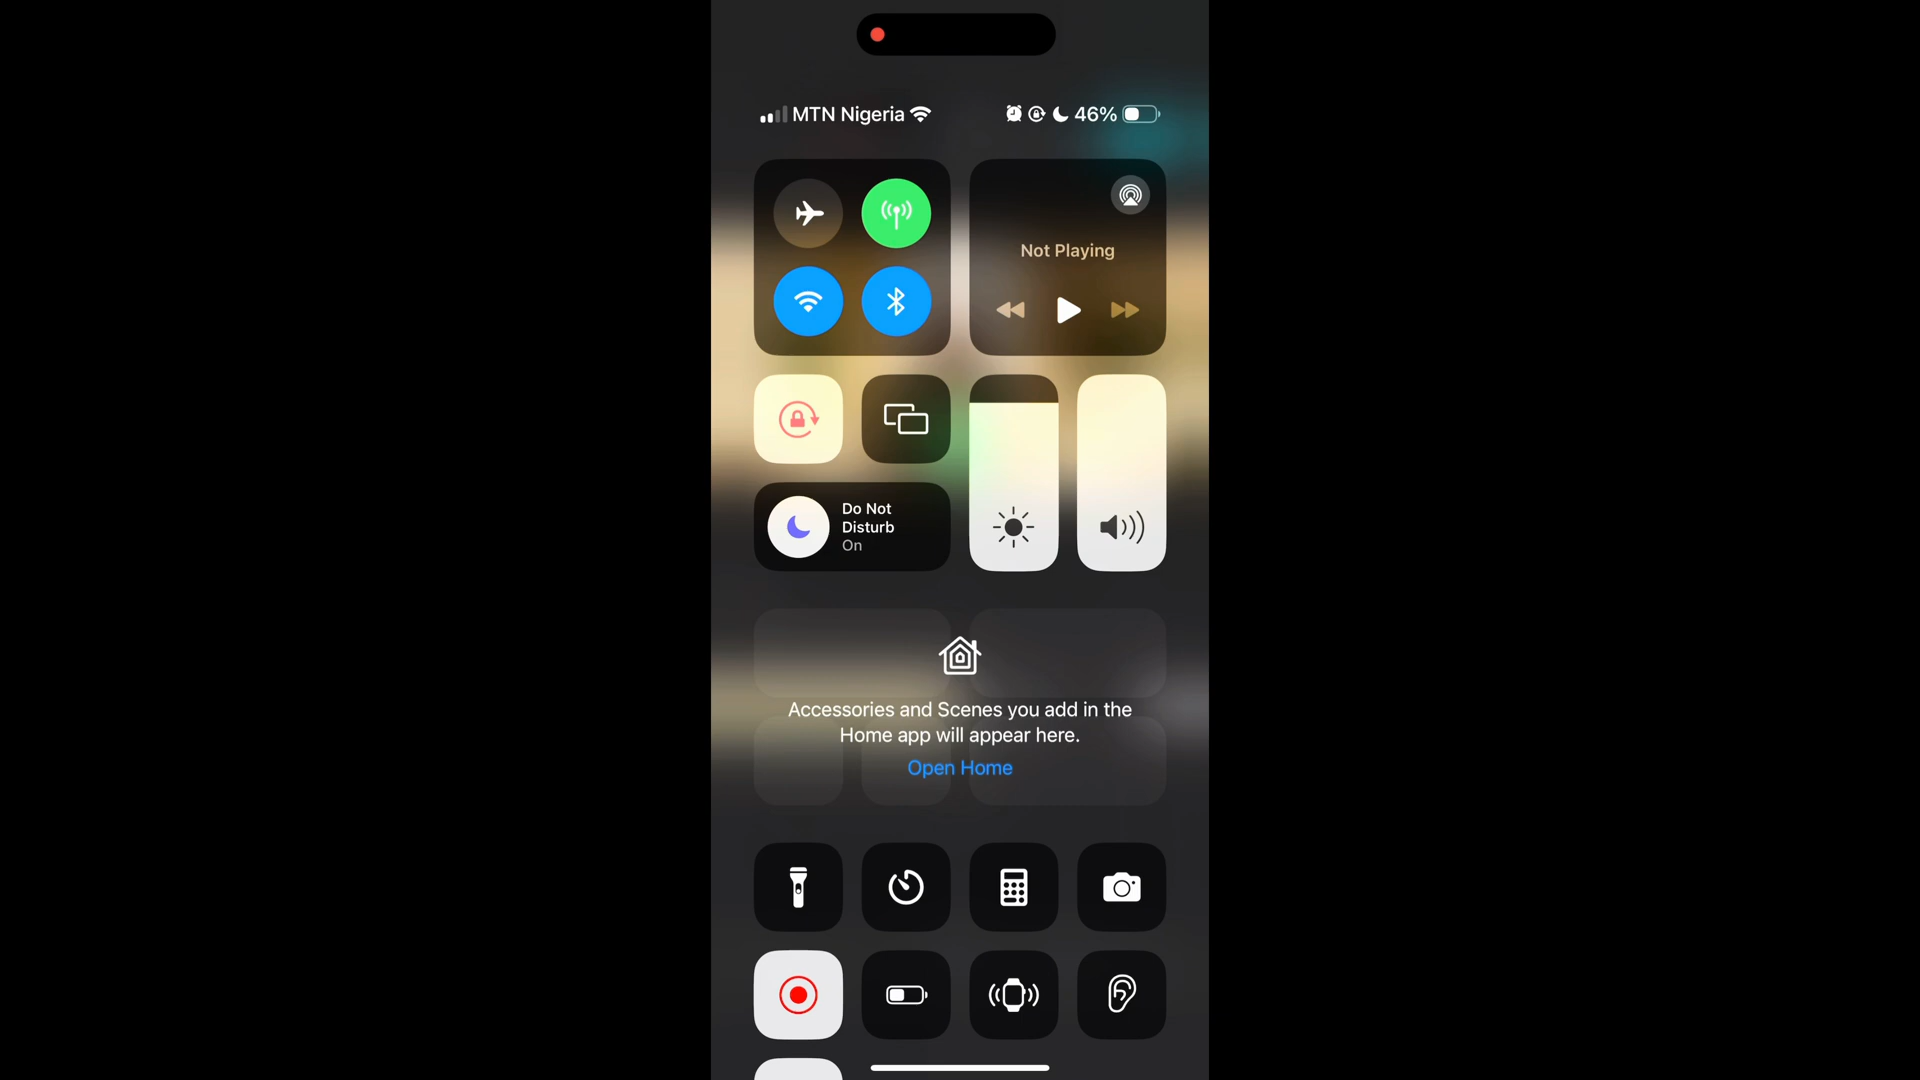 MTN Nigeria 46%
Not Playing
Do Not
Disturb
On
Accessories and Scenes you add in the
Home app will appear here.
Open Home